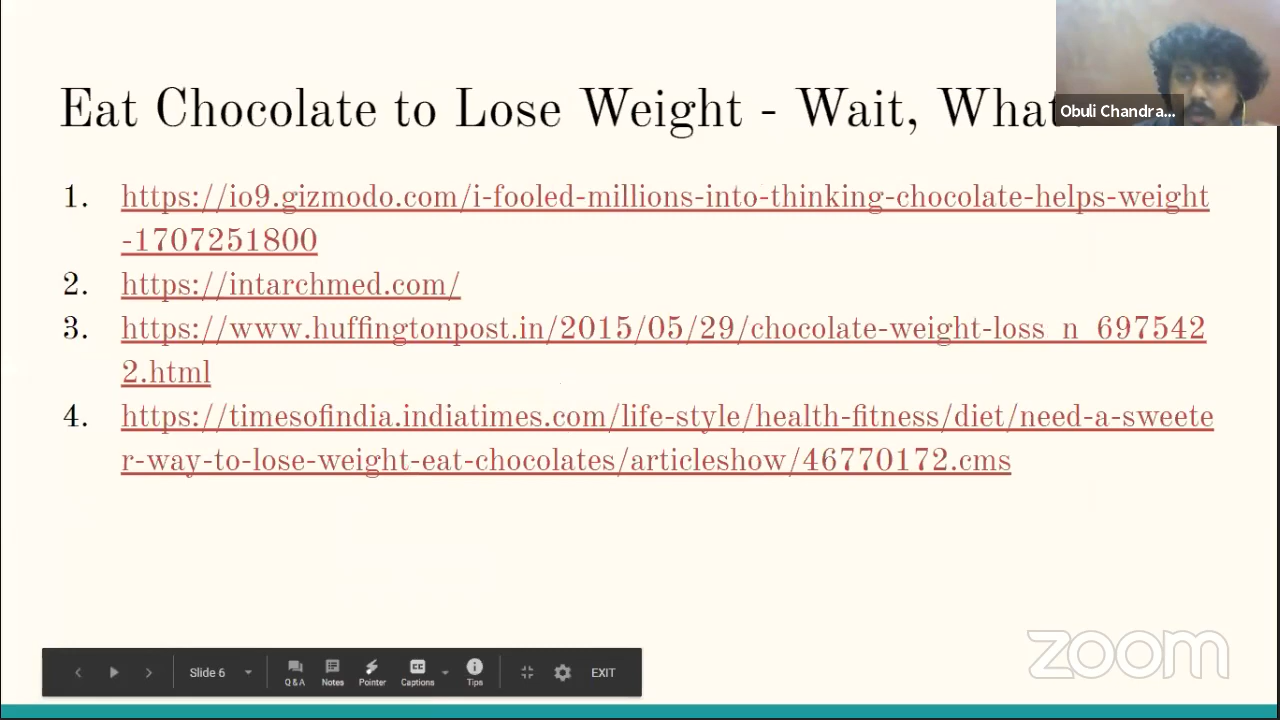 Eat Chocolate to Lose Weight - Wait, What
Obuli Chandra...
1. https://io9.gizmodo.com/i-fooled-millions-into-thinking-chocolate-helps-weight
-1707251800
2. https://intarchmed.com/
3. https://www.huffingtonpost.in/2015/05/29/chocolate-weight-loss_n_697542
2.html
4. https://timesofindia.indiatimes.com/life-style/health-fitness/diet/need-a-sweete
r-way-to-lose-weight-eat-chocolates/articleshow/46770172.cms
zoom
Slide 6
Q & A Notes Pointer CC Captions Tips EXIT